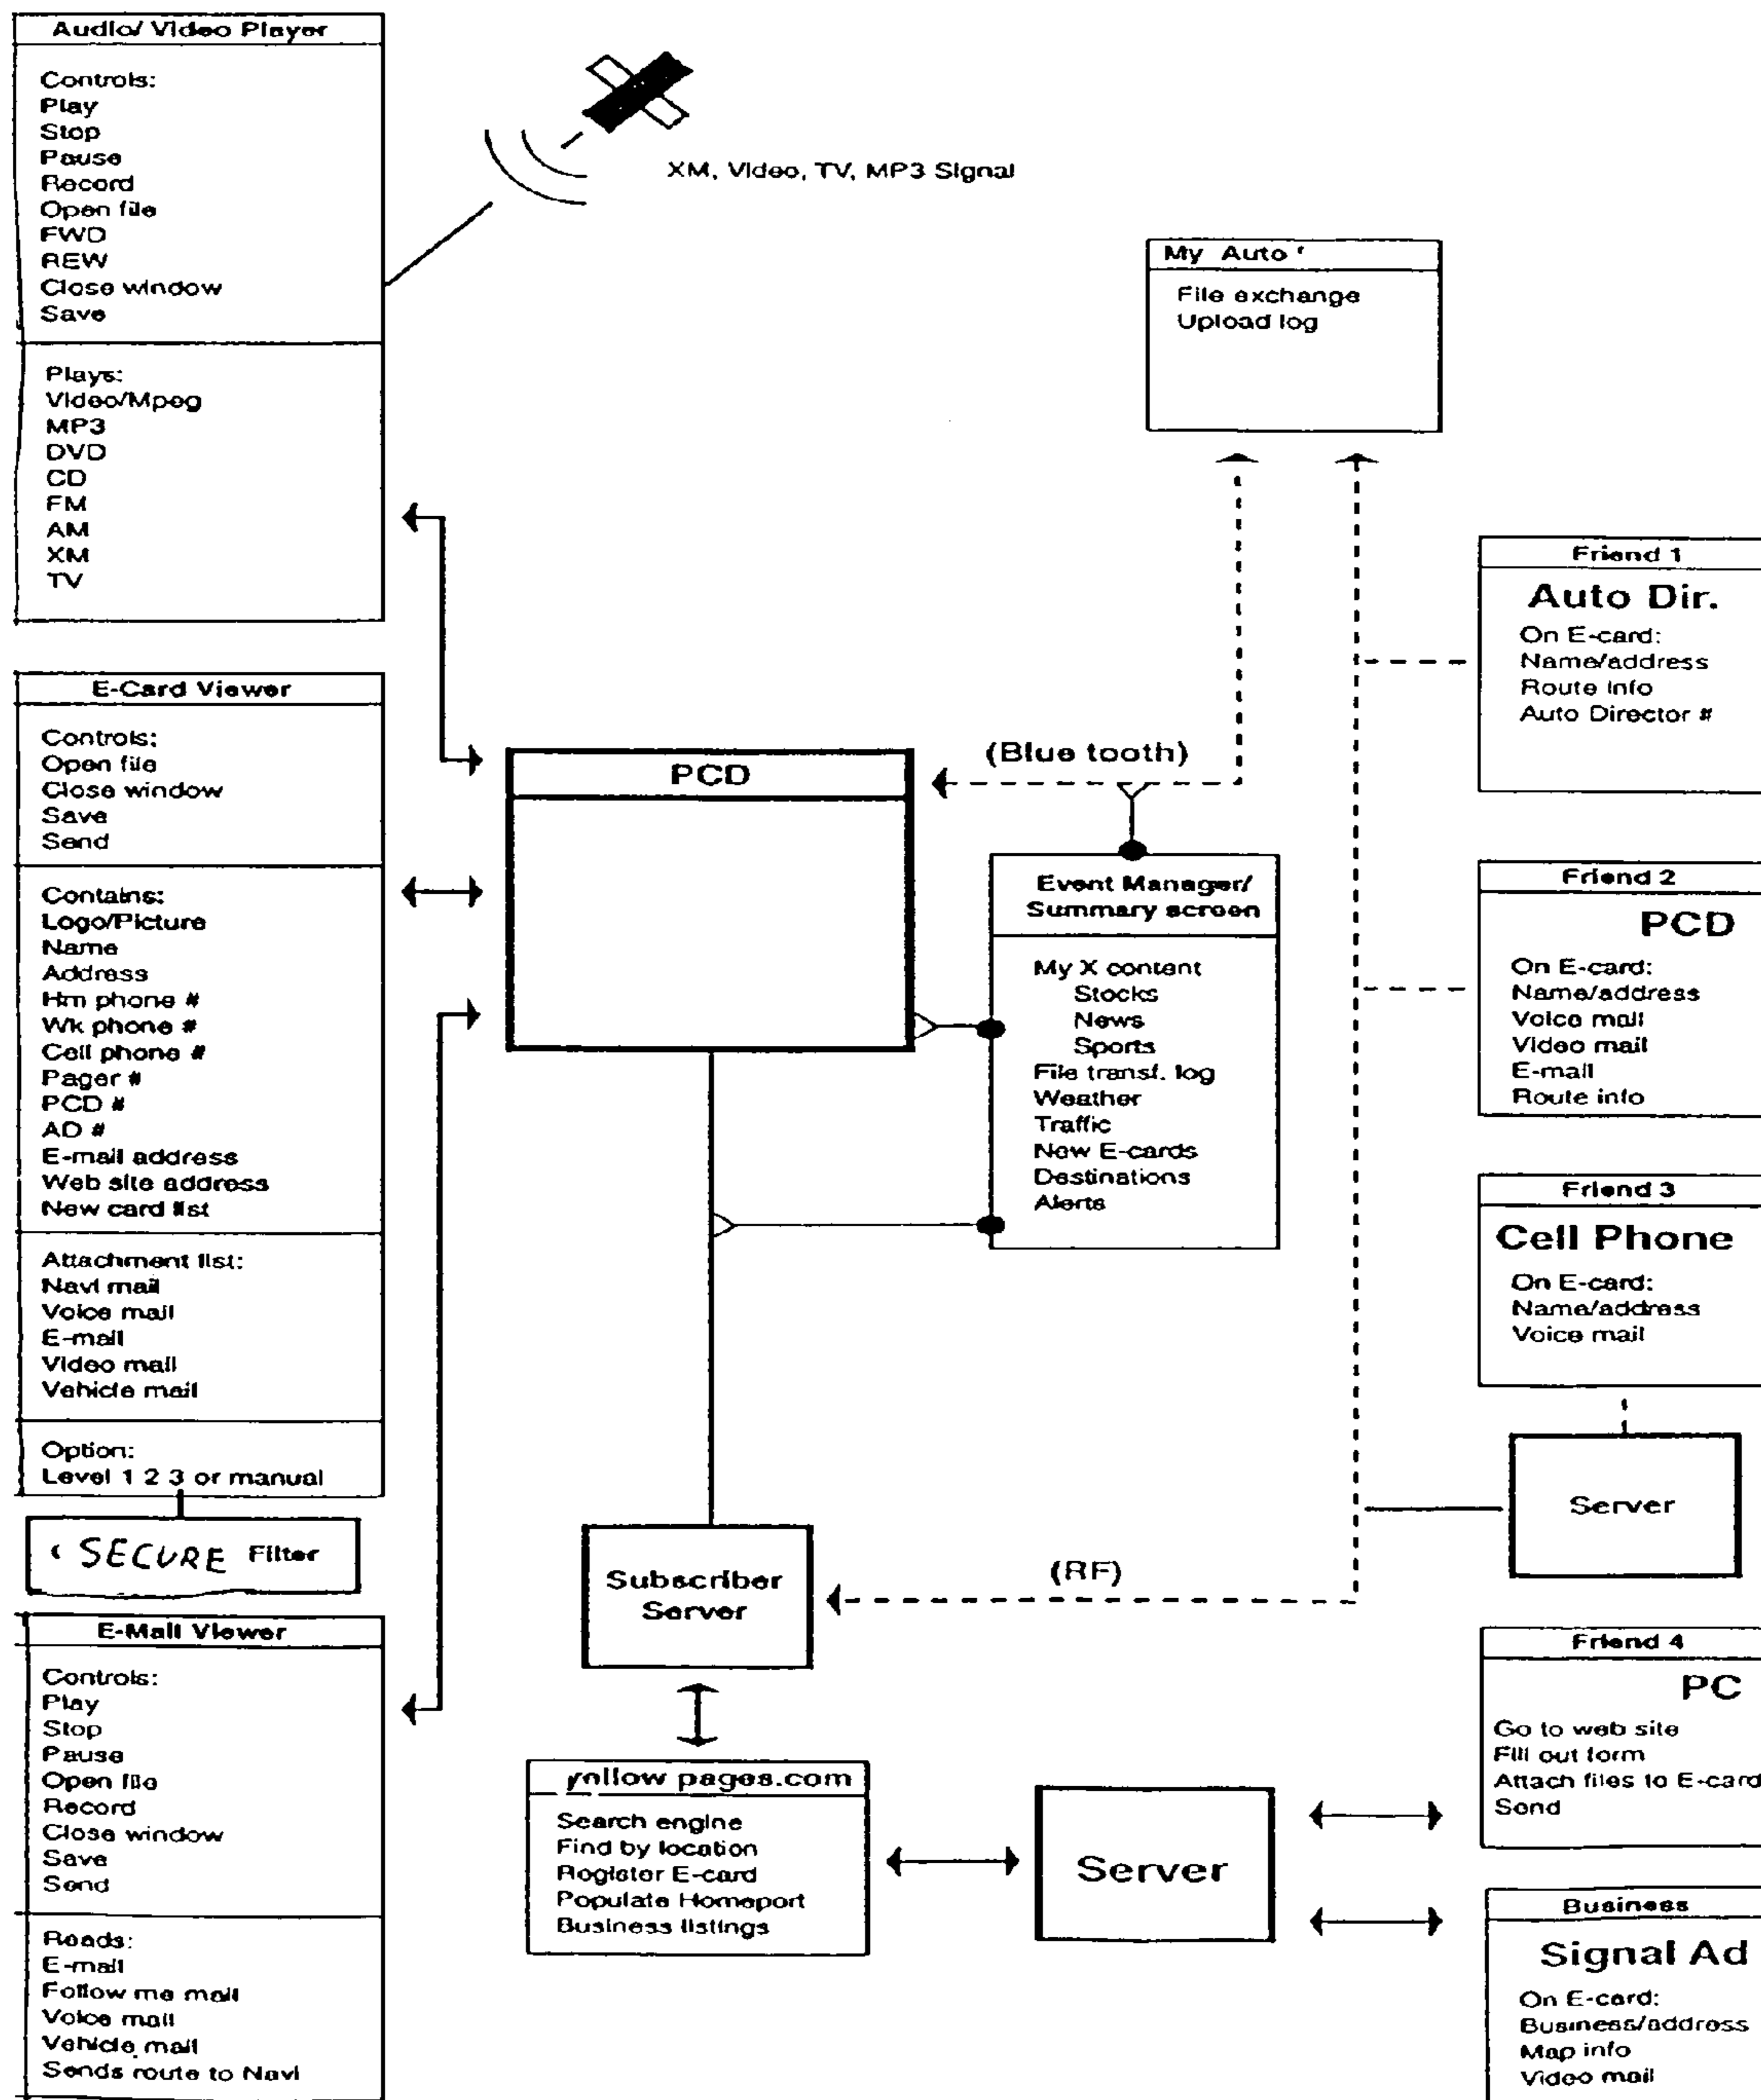 Audio/ Video Player
Controls:
Play
Stop
Pause
Record
Open file
FWD
REW
Close window
Save
Plays:
Video/Mpeg
MP3
DVD
CD
FM
AM
XM
TV
XM, Video, TV, MP3 Signal
My Auto '
File exchange
Upload log
E-Card Viewer
Controls:
Open file
Close window
Save
Send
Contains:
Logo/Picture
Name
Address
Hm phone #
Wk phone #
Cell phone #
Pager #
PCD #
AD #
E-mail address
Web site address
New card list
Attachment list:
Navi mail
Voice mail
E-mail
Video mail
Vehicle mail
Option:
Level 1 2 3 or manual
SECURE Filter
E-Mail Viewer
Controls:
Play
Stop
Pause
Open file
Record
Close window
Save
Send
Reads:
E-mail
Follow me mail
Voice mail
Vehicle mail
Sends route to Navi
PCD
(Blue tooth)
Event Manager/
Summary screen
My X content
Stocks
News
Sports
File transf. log
Weather
Traffic
New E-cards
Destinations
Alerts
Subscriber
Server
(RF)
yellow pages.com
Search engine
Find by location
Register E-card
Populate Homeport
Business listings
Server
Friend 1
Auto Dir.
On E-card:
Name/address
Route info
Auto Director #
Friend 2
PCD
On E-card:
Name/address
Voice mail
Video mail
E-mail
Route info
Friend 3
Cell Phone
On E-card:
Name/address
Voice mail
Server
Friend 4
PC
Go to web site
Fill out form
Attach files to E-card
Send
Business
Signal Ad
On E-card:
Business/address
Map info
Video mail